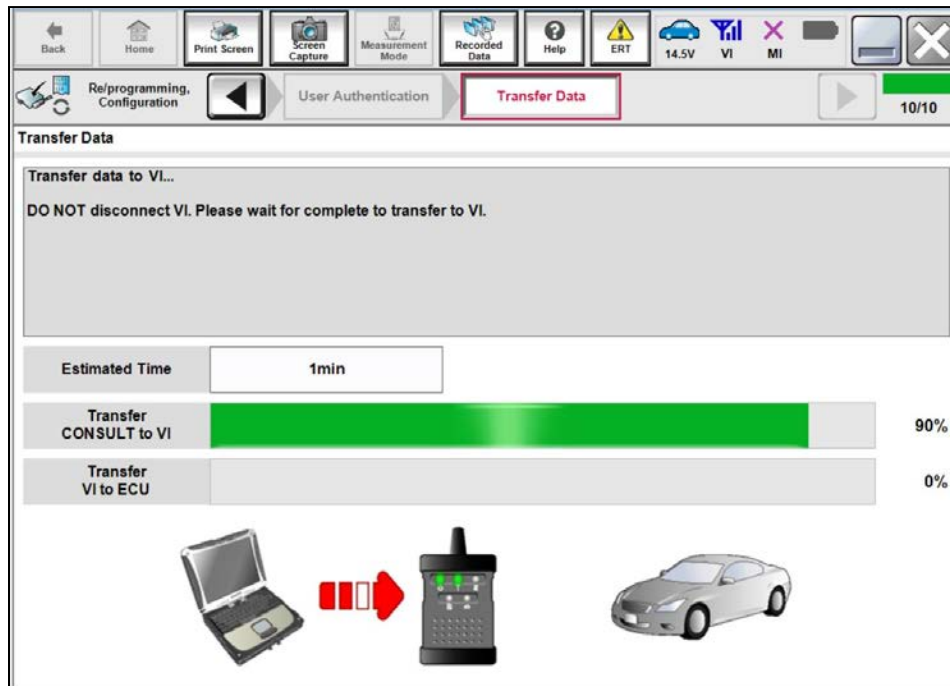 Back
Home
Print Screen
Screen
Capture
Measurement
Mode
Recorded
Data
Help
ERT
14.5V
VI
MI
Re/programming,
Configuration
User Authentication
Transfer Data
10/10
Transfer Data
Transfer data to VI...
DO NOT disconnect VI. Please wait for complete to transfer to VI.
Estimated Time
1min
Transfer
CONSULT to VI
90%
Transfer
VI to ECU
0%